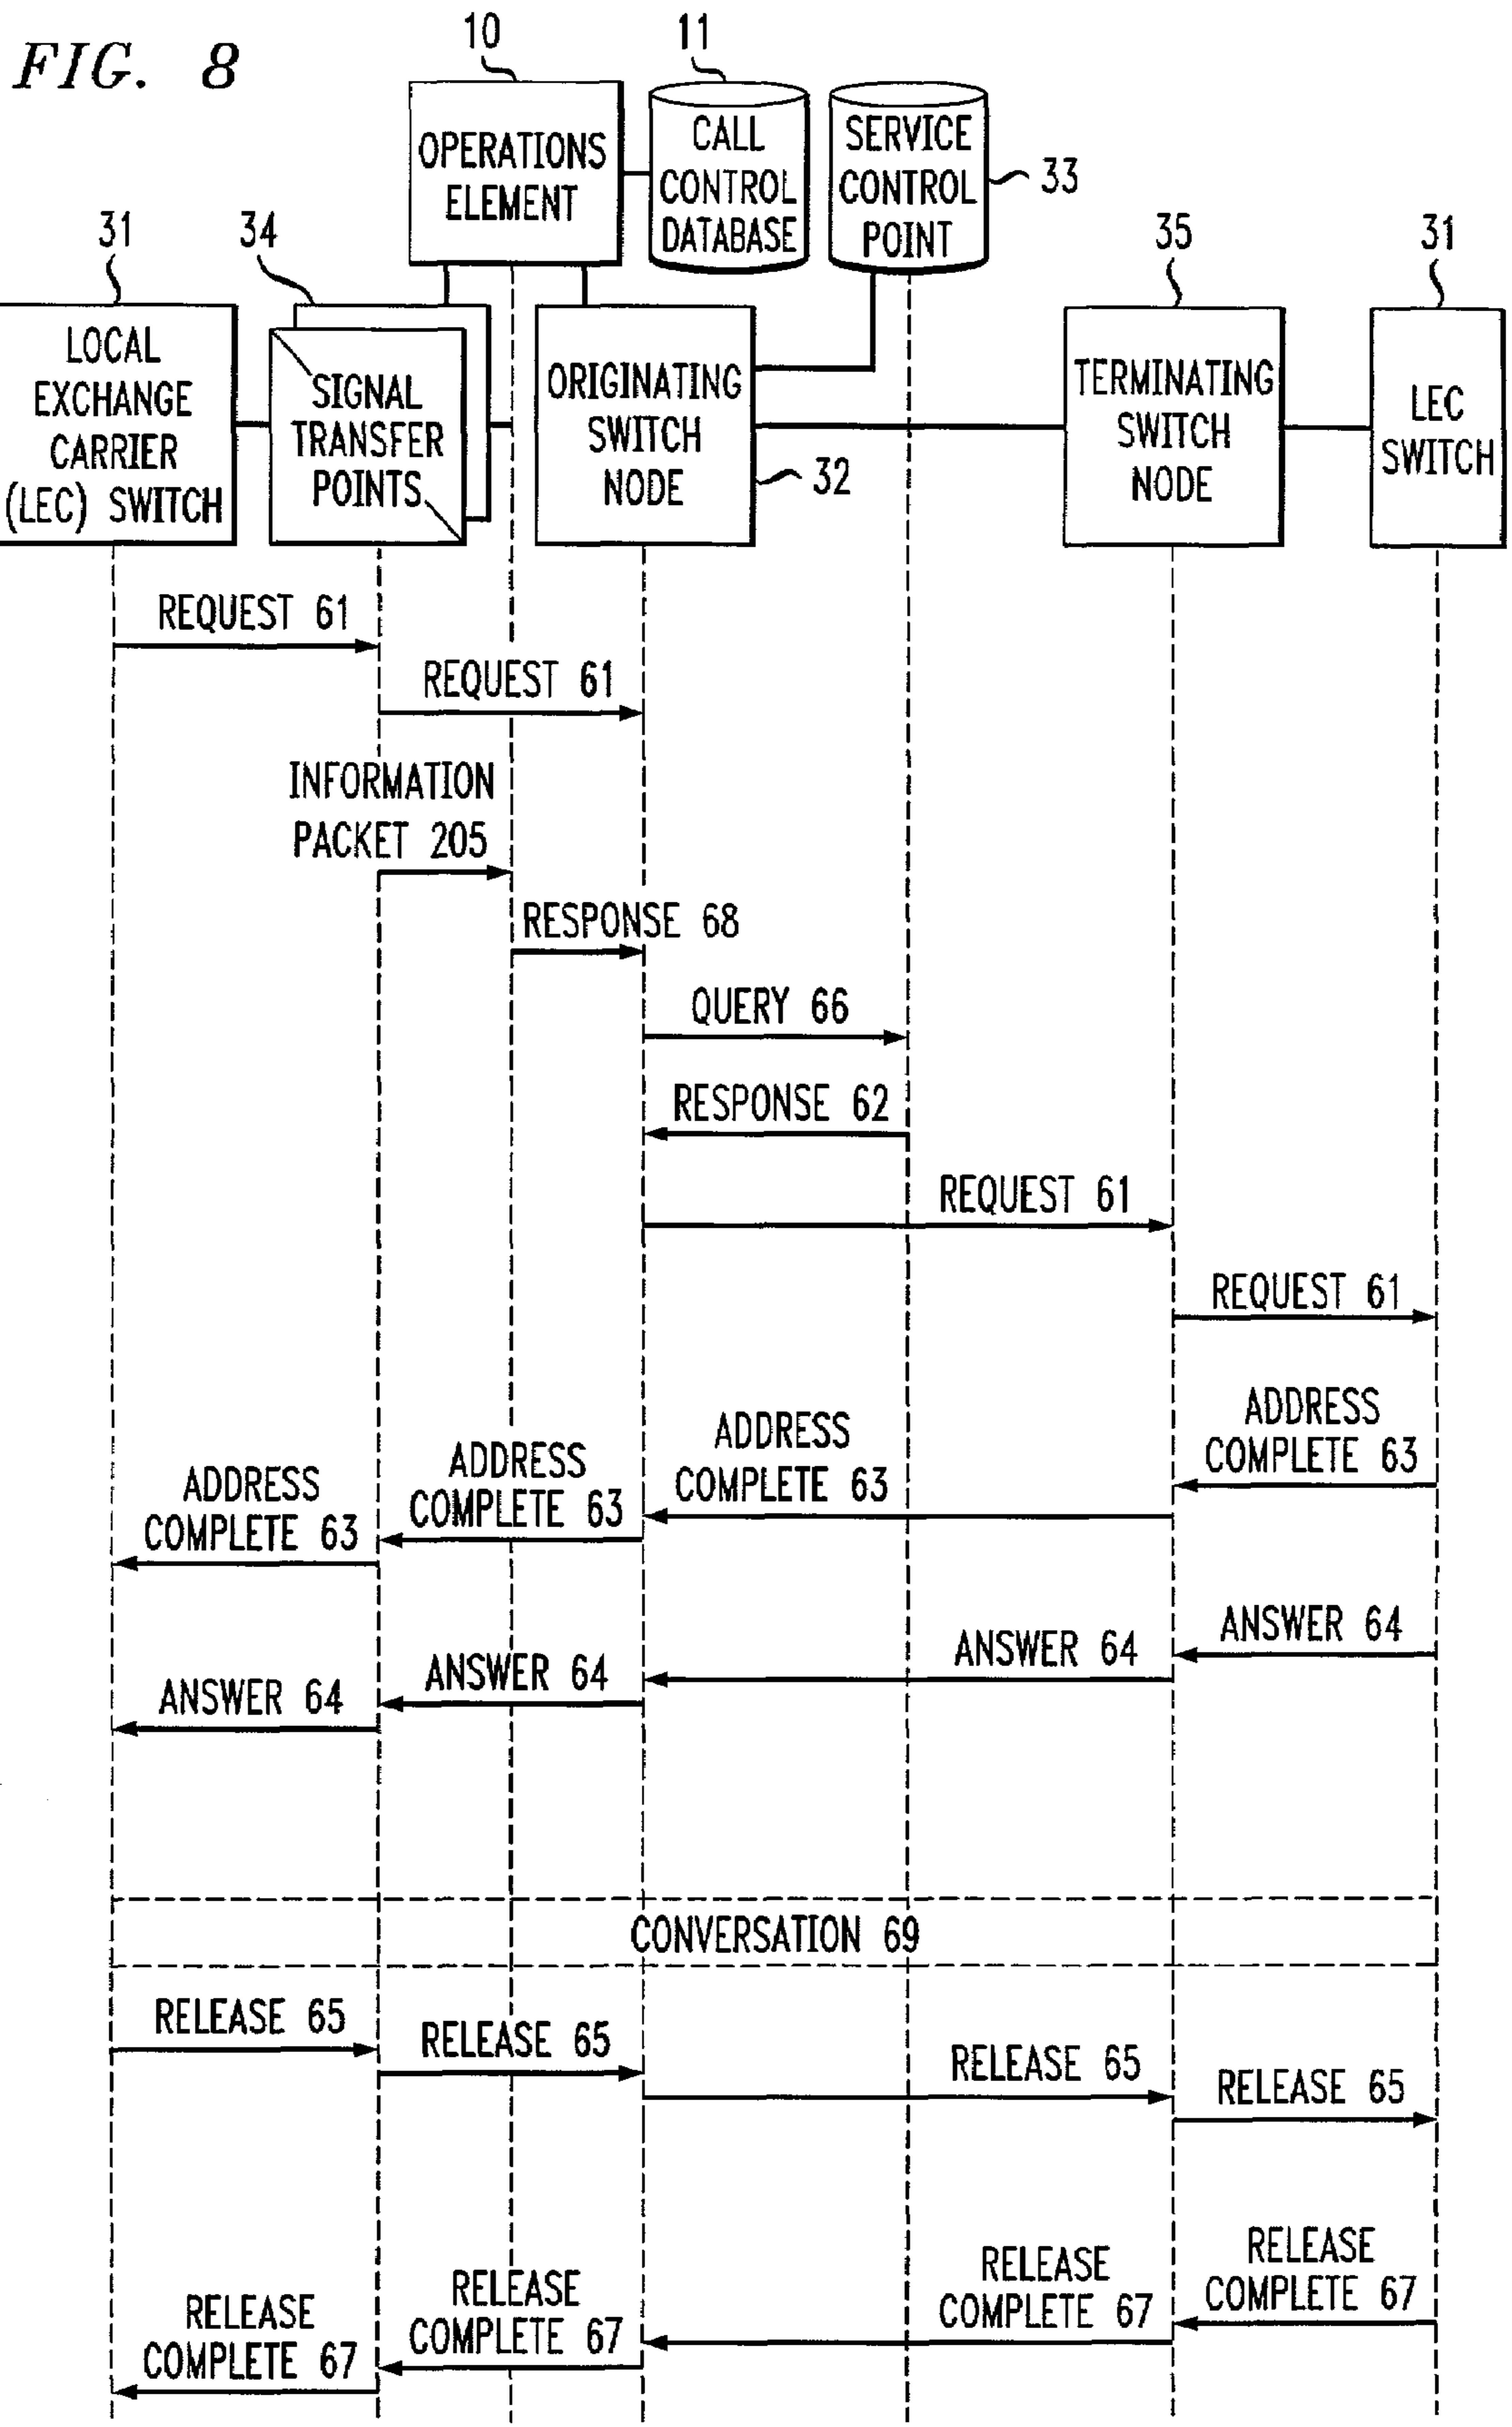 FIG. 8
10
11
OPERATIONS
ELEMENT
CALL
CONTROL
DATABASE
SERVICE
CONTROL
POINT
33
31
34
35
31
LOCAL
EXCHANGE
CARRIER
(LEC) SWITCH
SIGNAL
TRANSFER
POINTS
ORIGINATING
SWITCH
NODE
32
TERMINATING
SWITCH
NODE
LEC
SWITCH
REQUEST 61
REQUEST 61
INFORMATION
PACKET 205
RESPONSE 68
QUERY 66
RESPONSE 62
REQUEST 61
REQUEST 61
ADDRESS
COMPLETE 63
ADDRESS
COMPLETE 63
ADDRESS
COMPLETE 63
ADDRESS
COMPLETE 63
ANSWER 64
ANSWER 64
ANSWER 64
ANSWER 64
CONVERSATION 69
RELEASE 65
RELEASE 65
RELEASE 65
RELEASE 65
RELEASE
COMPLETE 67
RELEASE
COMPLETE 67
RELEASE
COMPLETE 67
RELEASE
COMPLETE 67